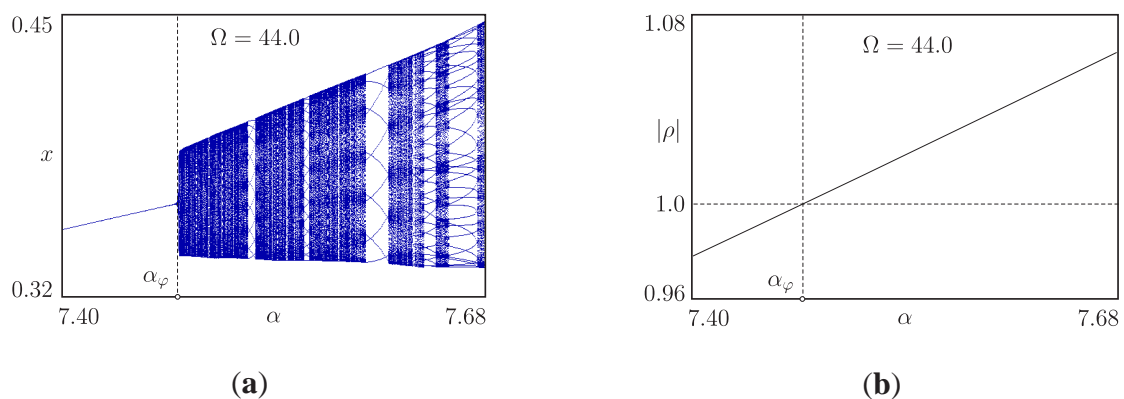 0.45
Ω = 44.0
x
α_φ
0.32
7.40
α
7.68
(a)
1.08
Ω = 44.0
|ρ|
1.0
α_φ
0.96
7.40
α
7.68
(b)